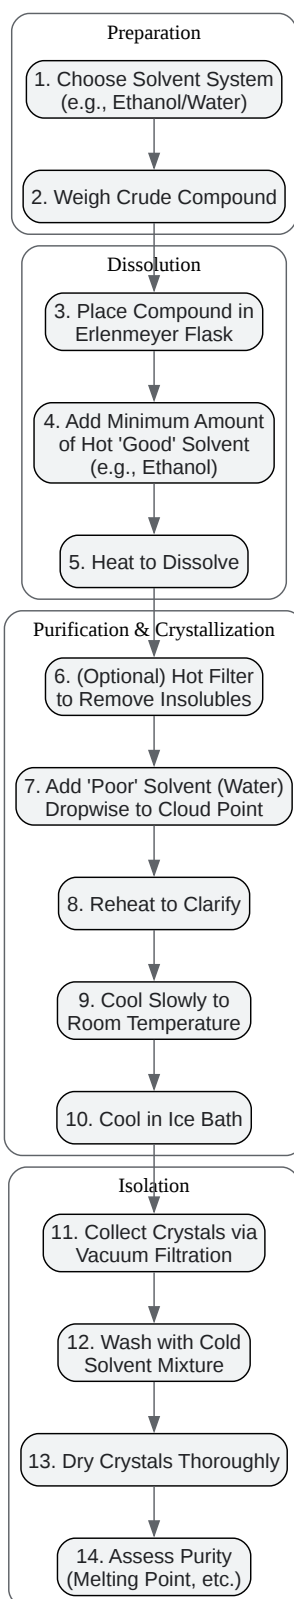 Preparation
1. Choose Solvent System
(e.g., Ethanol/Water)
2. Weigh Crude Compound
Dissolution
3. Place Compound in
Erlenmeyer Flask
4. Add Minimum Amount
of Hot 'Good' Solvent
(e.g., Ethanol)
5. Heat to Dissolve
Purification & Crystallization
6. (Optional) Hot Filter
to Remove Insolubles
7. Add 'Poor' Solvent (Water)
Dropwise to Cloud Point
8. Reheat to Clarify
9. Cool Slowly to
Room Temperature
10. Cool in Ice Bath
Isolation
11. Collect Crystals via
Vacuum Filtration
12. Wash with Cold
Solvent Mixture
13. Dry Crystals Thoroughly
14. Assess Purity
(Melting Point, etc.)